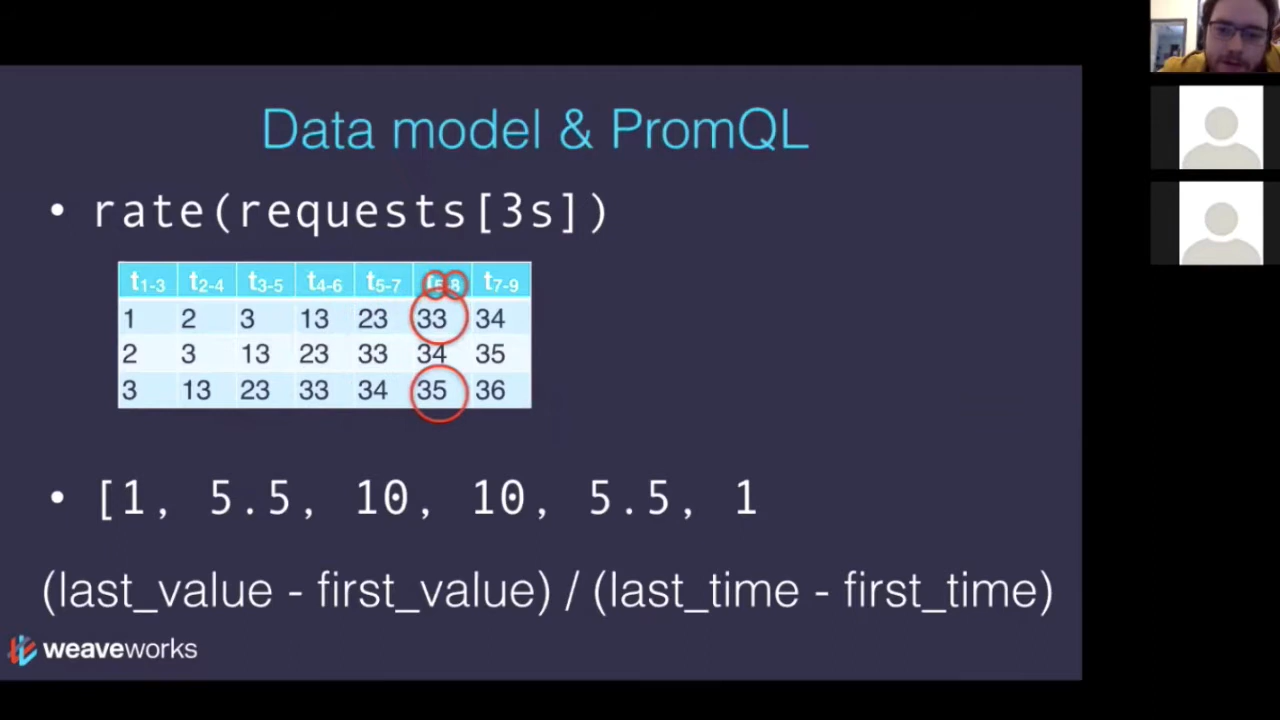 Data model & PromQL
• rate(requests[3s])
t1-3 t2-4 t3-5 t4-6 t5-7 t6-8 t7-9
1 2 3 13 23 33 34
2 3 13 23 33 34 35
3 13 23 33 34 35 36
• [1, 5.5, 10, 10, 5.5, 1
(last_value - first_value) / (last_time - first_time)
weaveworks